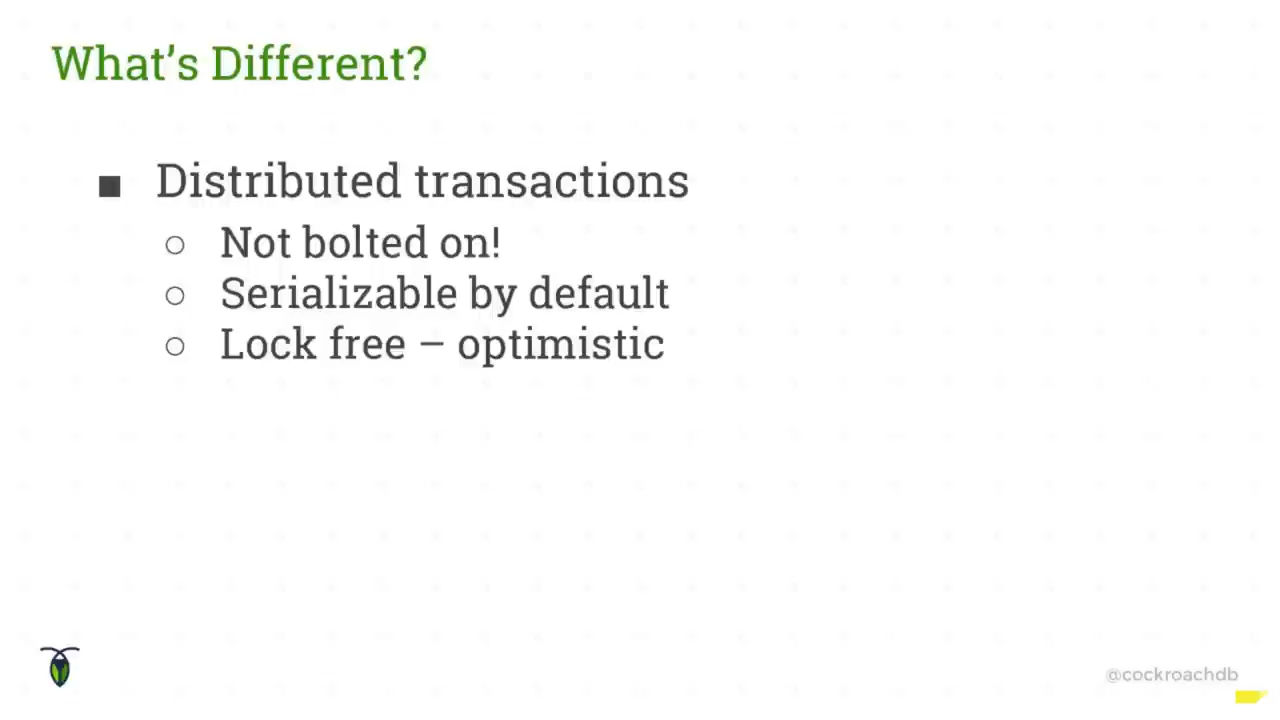 What's Different?
■ Distributed transactions
○ Not bolted on!
○ Serializable by default
○ Lock free – optimistic
@cockroachdb